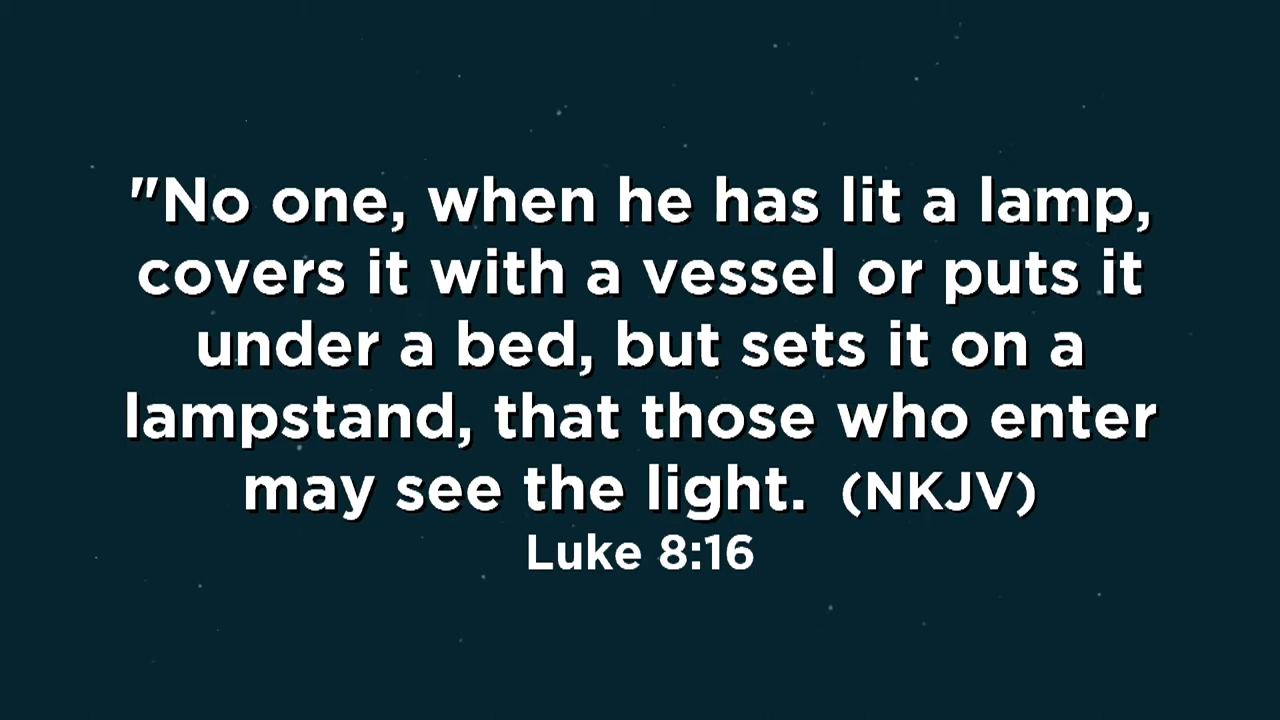 "No one, when he has lit a lamp,
covers it with a vessel or puts it
under a bed, but sets it on a
lampstand, that those who enter
may see the light. (NKJV)
Luke 8:16